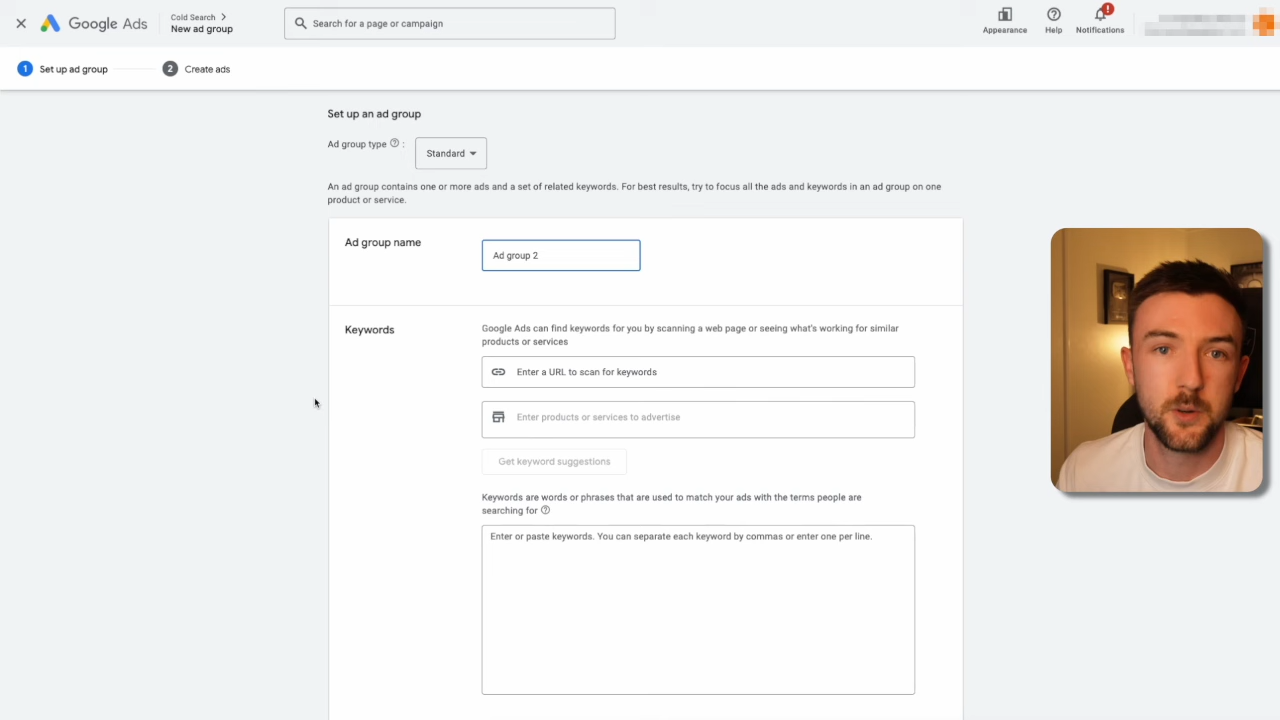 Google Ads
Cold Search
New ad group
Search for a page or campaign
Appearance
Help
!
Notifications
1 Set up ad group
2 Create ads
Set up an ad group
Ad group type ? :
Standard
An ad group contains one or more ads and a set of related keywords. For best results, try to focus all the ads and keywords in an ad group on one
product or service.
Ad group name
Ad group 2
Keywords
Google Ads can find keywords for you by scanning a web page or seeing what's working for similar
products or services
Enter a URL to scan for keywords
Enter products or services to advertise
Get keyword suggestions
Keywords are words or phrases that are used to match your ads with the terms people are
searching for ?
Enter or paste keywords. You can separate each keyword by commas or enter one per line.